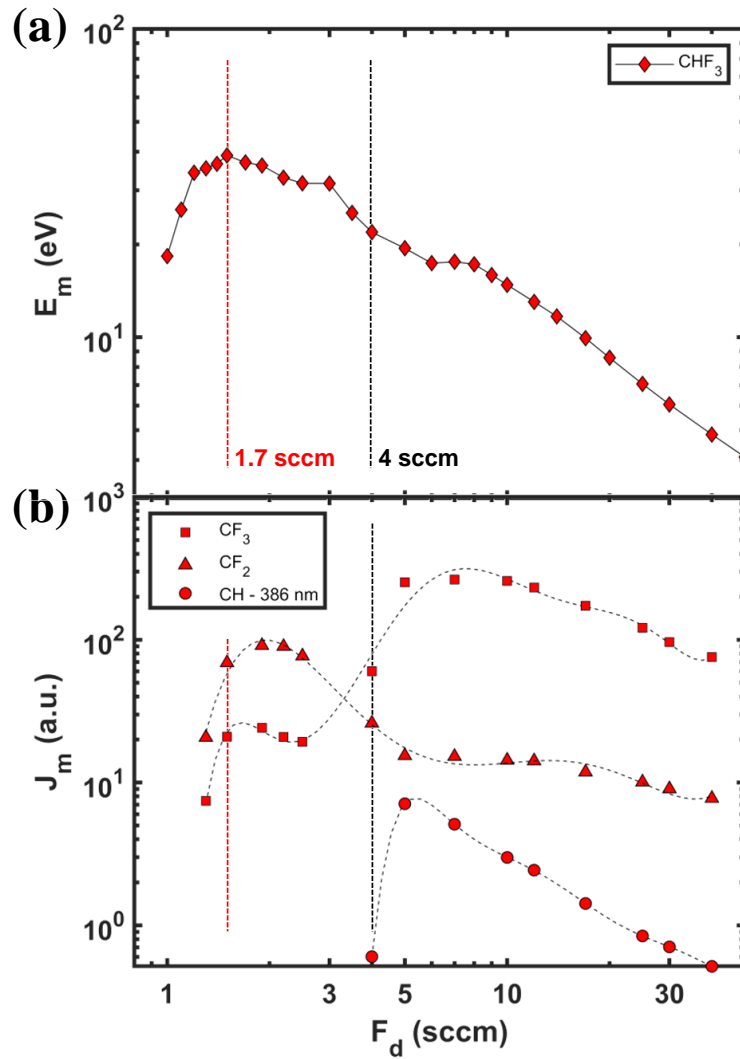 (a)
10²
CHF₃
E_m (eV)
10¹
1.7 sccm
4 sccm
(b)
10³
CF₃
CF₂
CH - 386 nm
10²
J_m (a.u.)
10¹
10⁰
1 3 5 10 30
F_d (sccm)